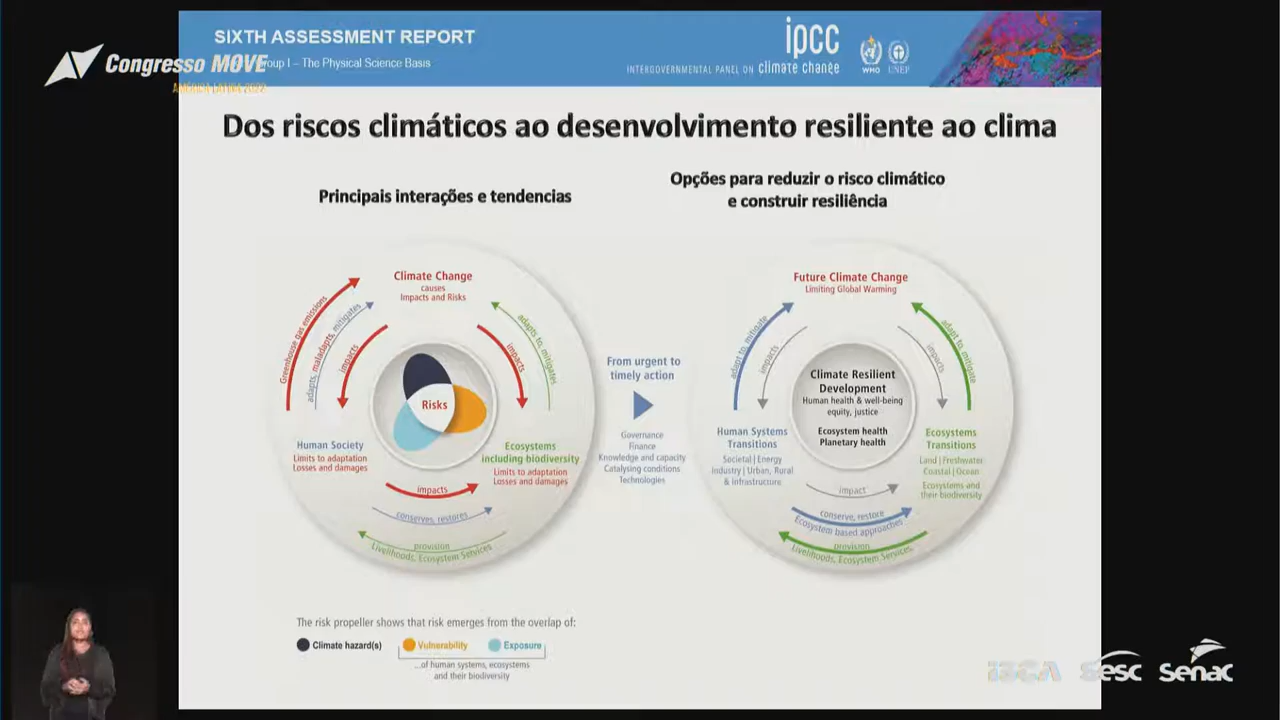 SIXTH ASSESSMENT REPORT
Group I – The Physical Science Basis
Congresso MOVE
AMÉRICA LATINA 2022
ipcc
INTERGOVERNMENTAL PANEL ON climate change
WMO
UNEP
Dos riscos climáticos ao desenvolvimento resiliente ao clima
Principais interações e tendencias
Opções para reduzir o risco climático
e construir resiliência
Climate Change
causes
Impacts and Risks
Greenhouse gas emissions
adapts, maladapts, mitigates
impacts
impacts
adapts to, mitigates
Risks
Human Society
Limits to adaptation
Losses and damages
Ecosystems
including biodiversity
Limits to adaptation
Losses and damages
impacts
conserves, restores
provision
Livelihoods, Ecosystem Services
From urgent to
timely action
Governance
Finance
Knowledge and capacity
Catalysing conditions
Technologies
Future Climate Change
Limiting Global Warming
adapt to, mitigate
impacts
impacts
adapt to, mitigate
Climate Resilient
Development
Human health & well-being
equity, justice
Ecosystem health
Planetary health
Human Systems
Transitions
Societal | Energy
Industry | Urban, Rural
& Infrastructure
Ecosystems
Transitions
Land | Freshwater
Coastal | Ocean
Ecosystems and
their biodiversity
impact
conserve, restore
Ecosystem based approaches
provision
Livelihoods, Ecosystem Services
The risk propeller shows that risk emerges from the overlap of:
Climate hazard(s)
Vulnerability
Exposure
...of human systems, ecosystems
and their biodiversity
sesc
Senac